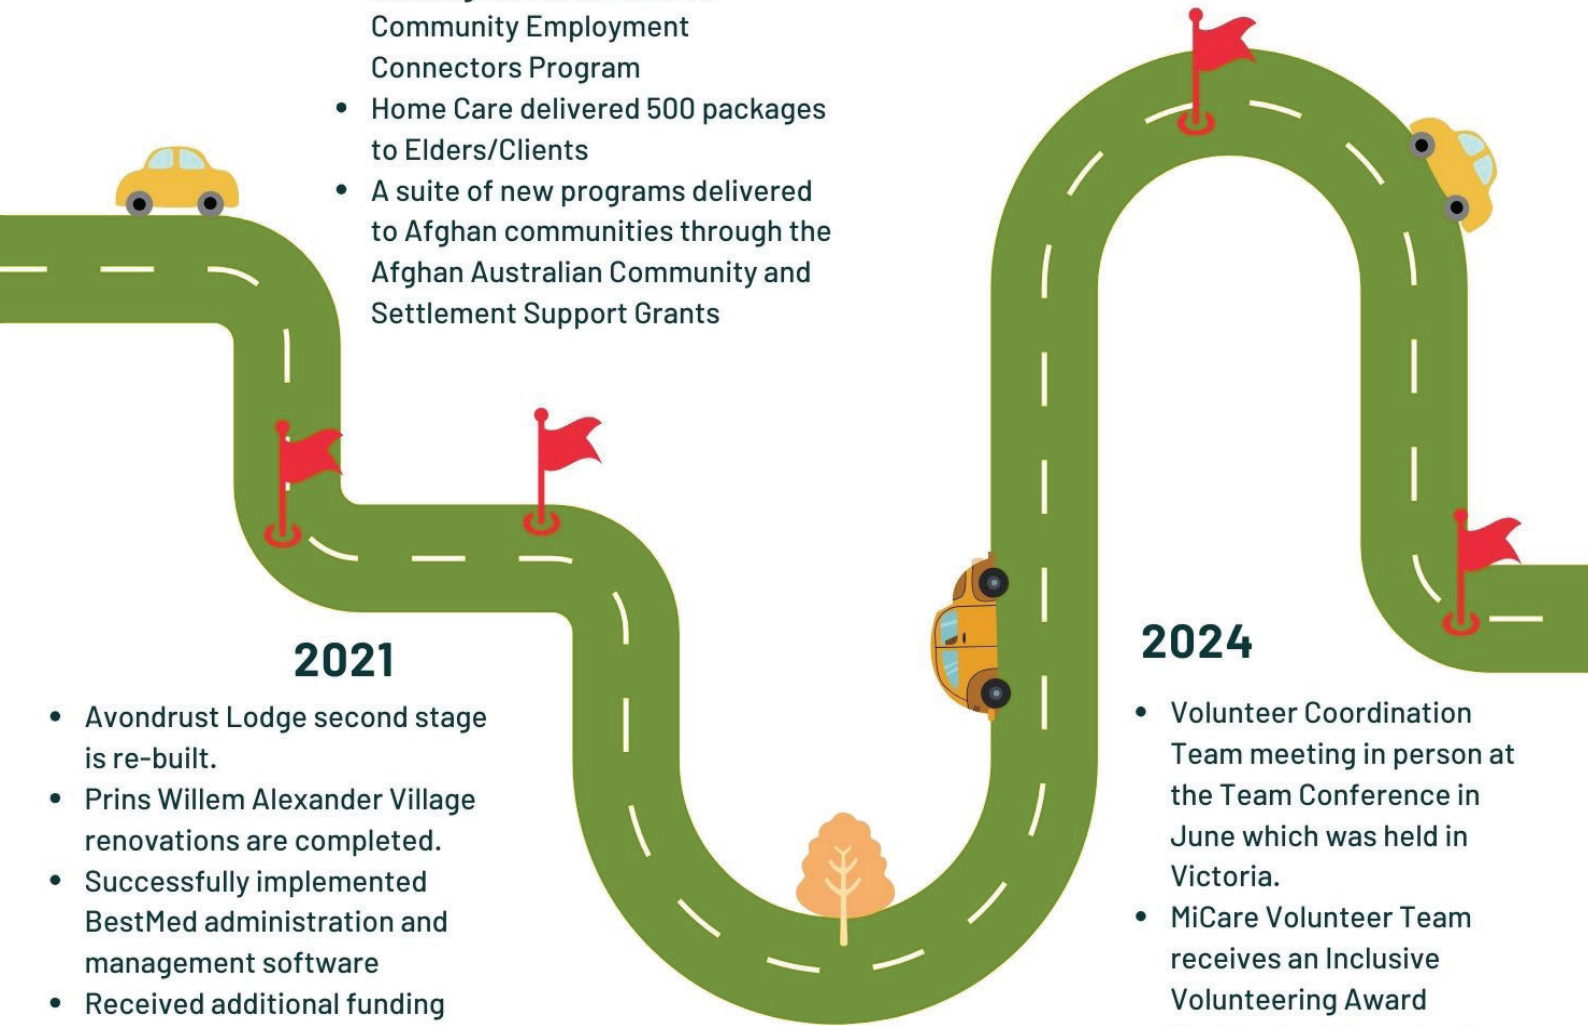 Community Employment
Connectors Program
• Home Care delivered 500 packages
to Elders/Clients
• A suite of new programs delivered
to Afghan communities through the
Afghan Australian Community and
Settlement Support Grants
2021
• Avondrust Lodge second stage
is re-built.
• Prins Willem Alexander Village
renovations are completed.
• Successfully implemented
BestMed administration and
management software
• Received additional funding
2024
• Volunteer Coordination
Team meeting in person at
the Team Conference in
June which was held in
Victoria.
• MiCare Volunteer Team
receives an Inclusive
Volunteering Award